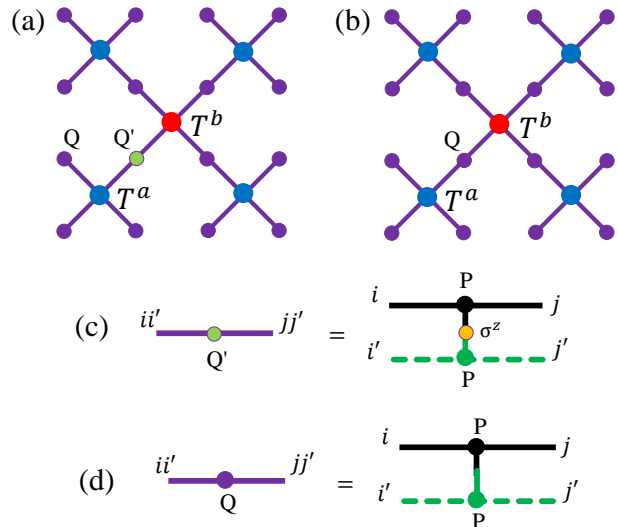 (a) (b)
T^b T^b
Q Q' Q
T^a T^a
P
ii' jj' i j
(c) = σ^z
Q' i' j'
P
P
ii' jj' i j
(d) =
Q i' j'
P